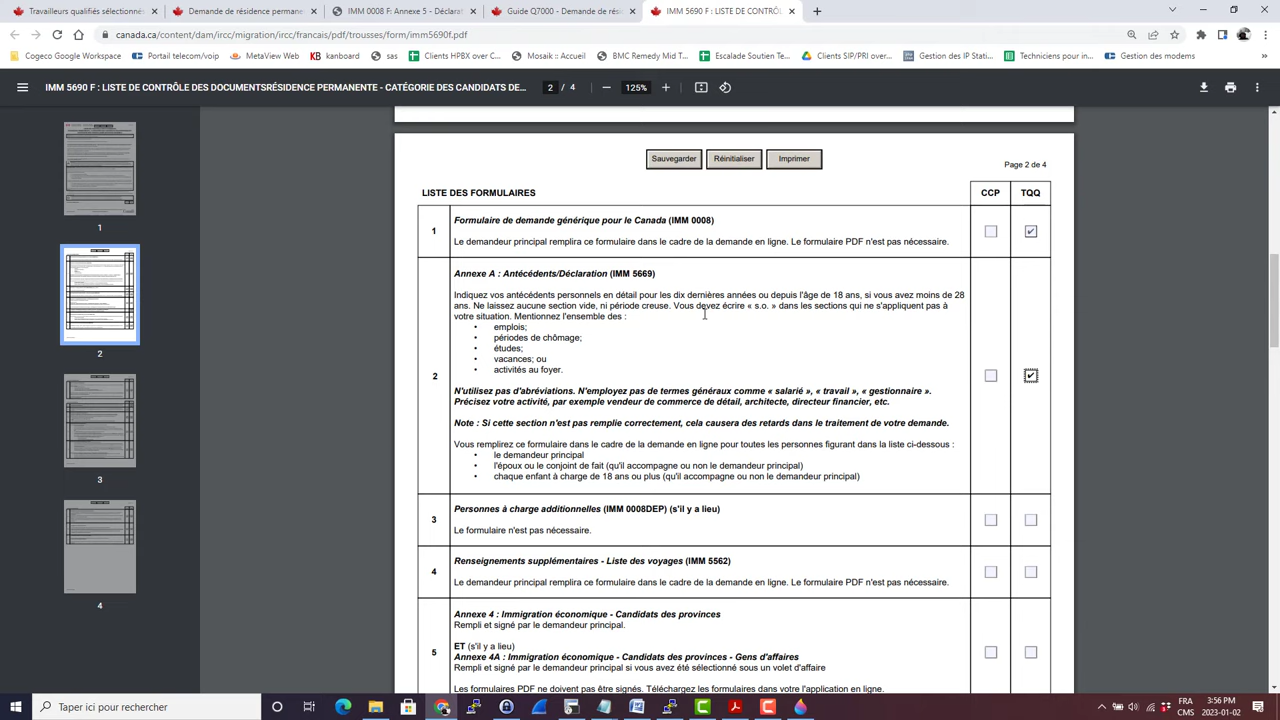 Travailleurs qualifiés sélectionné
Demande de résidence permane
IMM 0008 F: Annexe 5 - Déclarat
Guide Q7000 - Demande de rési
IMM 5690 F : LISTE DE CONTRÔL
canada.ca/content/dam/ircc/migration/ircc/francais/pdf/trousses/form/imm5690f.pdf
Cogeco Google Workspace
Portail telecom/voip
MetaView Web
kanboard
Clients HPBX over C...
Mosaik :: Accueil
BMC Remedy Mid T...
Escalade Soutien Te...
Clients SIP/PRI over...
Gestion des IP Stati...
Techniciens pour in...
Gestion des modems
IMM 5690 F : LISTE DE CONTRÔLE DES DOCUMENTSRÉSIDENCE PERMANENTE - CATÉGORIE DES CANDIDATS DE...
2 / 4
125%
Sauvegarder
Réinitialiser
Imprimer
Page 2 de 4
LISTE DES FORMULAIRES
CCP
TQQ
1
Formulaire de demande générique pour le Canada (IMM 0008)
Le demandeur principal remplira ce formulaire dans le cadre de la demande en ligne. Le formulaire PDF n'est pas nécessaire.
2
Annexe A : Antécédents/Déclaration (IMM 5669)
Indiquez vos antécédents personnels en détail pour les dix dernières années ou depuis l'âge de 18 ans, si vous avez moins de 28
ans. Ne laissez aucune section vide, ni période creuse. Vous devez écrire « s.o. » dans les sections qui ne s'appliquent pas à
votre situation. Mentionnez l'ensemble des :
• emplois;
• périodes de chômage;
• études;
• vacances; ou
• activités au foyer.
N'utilisez pas d'abréviations. N'employez pas de termes généraux comme « salarié », « travail », « gestionnaire ».
Précisez votre activité, par exemple vendeur de commerce de détail, architecte, directeur financier, etc.
Note : Si cette section n'est pas remplie correctement, cela causera des retards dans le traitement de votre demande.
Vous remplirez ce formulaire dans le cadre de la demande en ligne pour toutes les personnes figurant dans la liste ci-dessous :
• le demandeur principal
• l'époux ou le conjoint de fait (qu'il accompagne ou non le demandeur principal)
• chaque enfant à charge de 18 ans ou plus (qu'il accompagne ou non le demandeur principal)
3
Personnes à charge additionnelles (IMM 0008DEP) (s'il y a lieu)
Le formulaire n'est pas nécessaire.
4
Renseignements supplémentaires - Liste des voyages (IMM 5562)
Le demandeur principal remplira ce formulaire dans le cadre de la demande en ligne. Le formulaire PDF n'est pas nécessaire.
5
Annexe 4 : Immigration économique - Candidats des provinces
Rempli et signé par le demandeur principal.
ET (s'il y a lieu)
Annexe 4A : Immigration économique - Candidats des provinces - Gens d'affaires
Rempli et signé par le demandeur principal si vous avez été sélectionné sous un volet d'affaire
Les formulaires PDF ne doivent pas être signés. Téléchargez les formulaires dans votre l'application en ligne.
1
2
3
4
Taper ici pour rechercher
FRA
CMS
3:56 PM
2023-01-02